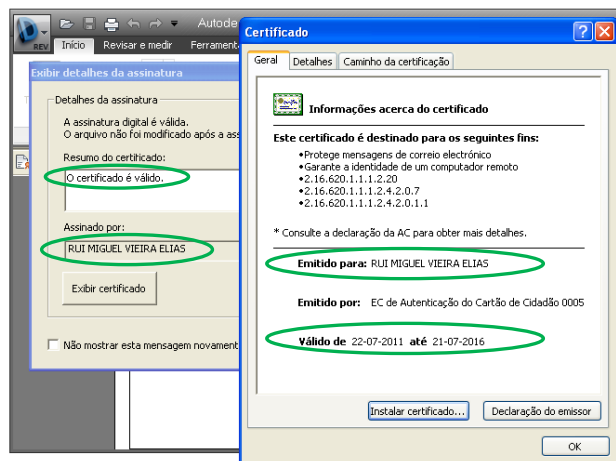 Autode
REV
Início Revisar e medir Ferrament
Exibir detalhes da assinatura
Detalhes da assinatura
A assinatura digital é válida.
O arquivo não foi modificado após a ass
Resumo do certificado:
O certificado é válido.
Assinado por:
RUI MIGUEL VIEIRA ELIAS
Exibir certificado
Não mostrar esta mensagem novament
Certificado
Geral Detalhes Caminho da certificação
Informações acerca do certificado
Este certificado é destinado para os seguintes fins:
•Protege mensagens de correio electrónico
•Garante a identidade de um computador remoto
•2.16.620.1.1.1.2.20
•2.16.620.1.1.1.2.4.2.0.7
•2.16.620.1.1.1.2.4.2.0.1.1
* Consulte a declaração da AC para obter mais detalhes.
Emitido para: RUI MIGUEL VIEIRA ELIAS
Emitido por: EC de Autenticação do Cartão de Cidadão 0005
Válido de 22-07-2011 até 21-07-2016
Instalar certificado... Declaração do emissor
OK